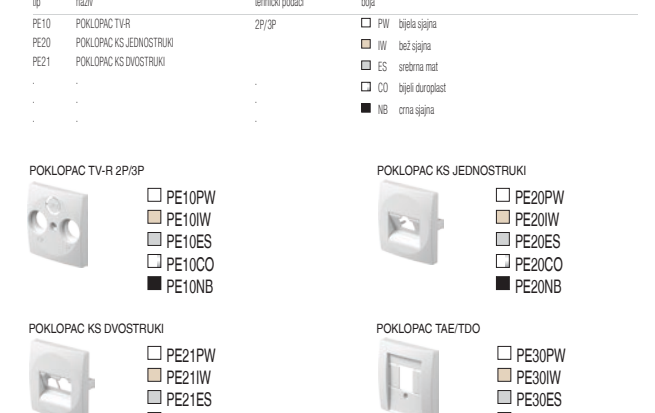 tip naziv tehnički podaci boja
PE10 POKLOPAC TV-R 2P/3P PW bijela sjajna
PE20 POKLOPAC KS JEDNOSTRUKI IW bež sjajna
PE21 POKLOPAC KS DVOSTRUKI ES srebrna mat
. . . CO bijeli duroplast
. . . NB crna sjajna
. . .
POKLOPAC TV-R 2P/3P
PE10PW
PE10IW
PE10ES
PE10CO
PE10NB
POKLOPAC KS JEDNOSTRUKI
PE20PW
PE20IW
PE20ES
PE20CO
PE20NB
POKLOPAC KS DVOSTRUKI
PE21PW
PE21IW
PE21ES
POKLOPAC TAE/TDO
PE30PW
PE30IW
PE30ES